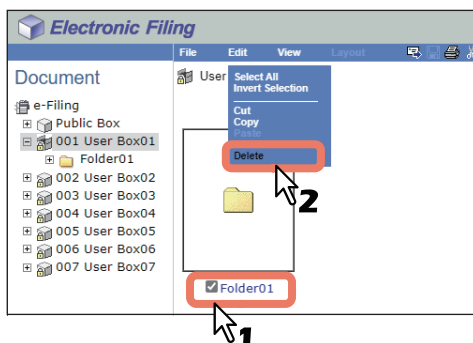 Electronic Filing
File Edit View Layout
Document
e-Filing
Public Box
001 User Box01
Folder01
002 User Box02
003 User Box03
004 User Box04
005 User Box05
006 User Box06
007 User Box07
User
Select All
Invert Selection
Cut
Copy
Paste
Delete
2
Folder01
1